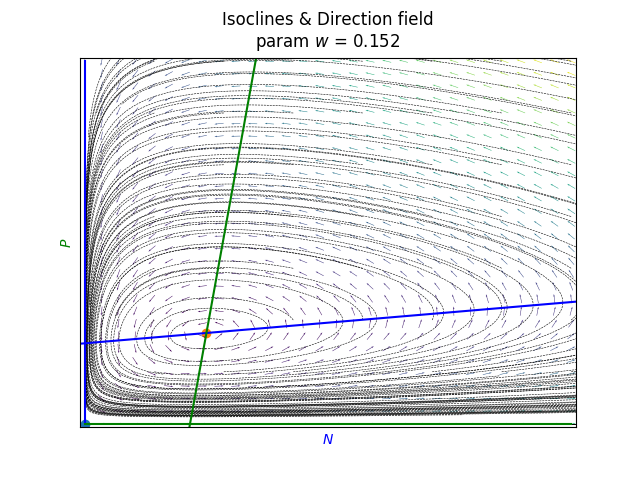 Isoclines & Direction field
param w = 0.152
P
N